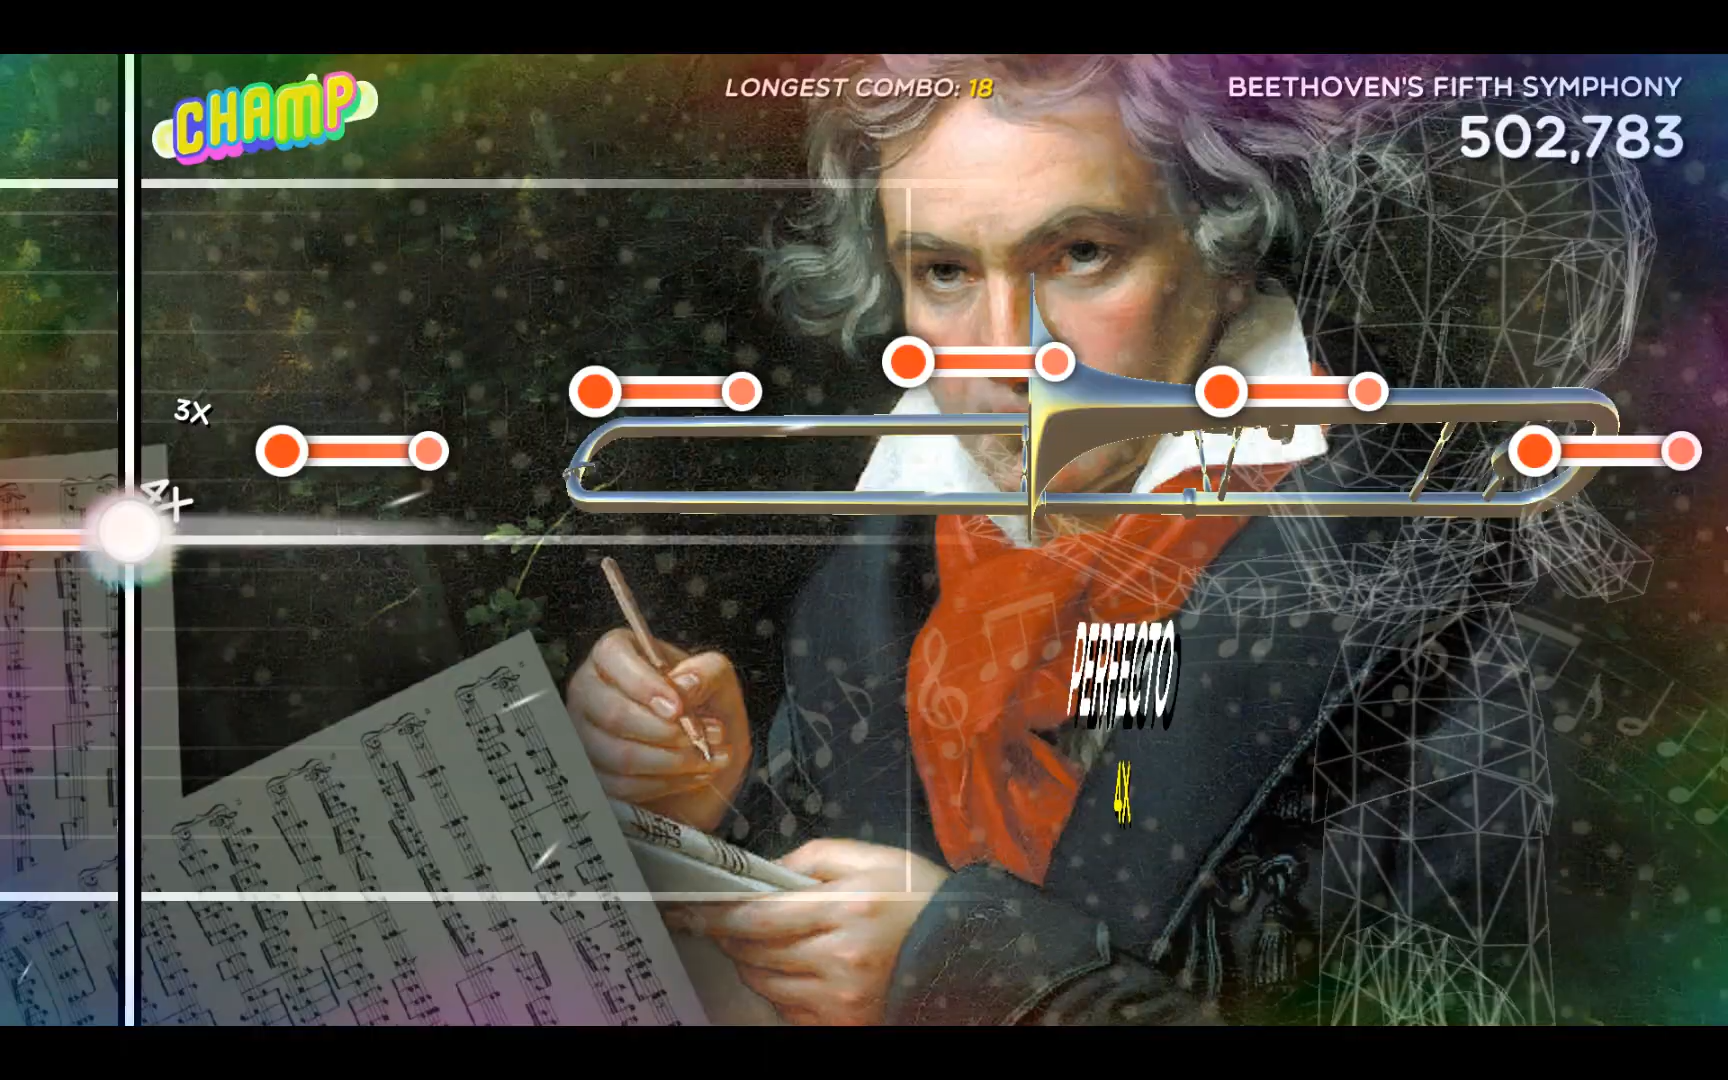 CHAMP
LONGEST COMBO: 18
BEETHOVEN'S FIFTH SYMPHONY
502,783
3X
4X
PERFECTO
4X